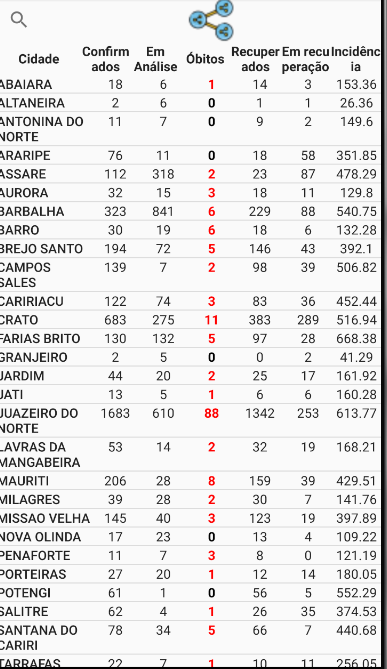 Cidade Confirmados Em Análise Óbitos Recuperados Em recuperação Incidência
ABAIARA 18 6 1 14 3 153.36
ALTANEIRA 2 6 0 1 1 26.36
ANTONINA DO NORTE 11 7 0 9 2 149.6
ARARIPE 76 11 0 18 58 351.85
ASSARE 112 318 2 23 87 478.29
AURORA 32 15 3 18 11 129.8
BARBALHA 323 841 6 229 88 540.75
BARRO 30 19 6 18 6 132.28
BREJO SANTO 194 72 5 146 43 392.1
CAMPOS SALES 139 7 2 98 39 506.82
CARIRIACU 122 74 3 83 36 452.44
CRATO 683 275 11 383 289 516.94
FARIAS BRITO 130 132 5 97 28 668.38
GRANJEIRO 2 5 0 0 2 41.29
JARDIM 44 20 2 25 17 161.92
JATI 13 5 1 6 6 160.28
JUAZEIRO DO NORTE 1683 610 88 1342 253 613.77
LAVRAS DA MANGABEIRA 53 14 2 32 19 168.21
MAURITI 206 28 8 159 39 429.51
MILAGRES 39 28 2 30 7 141.76
MISSAO VELHA 145 40 3 123 19 397.89
NOVA OLINDA 17 23 0 13 4 109.22
PENAFORTE 11 7 3 8 0 121.19
PORTEIRAS 27 20 1 12 14 180.05
POTENGI 61 1 0 56 5 552.29
SALITRE 62 4 1 26 35 374.53
SANTANA DO CARIRI 78 34 5 66 7 440.68
TARRAFAS 22 7 1 10 11 256.05